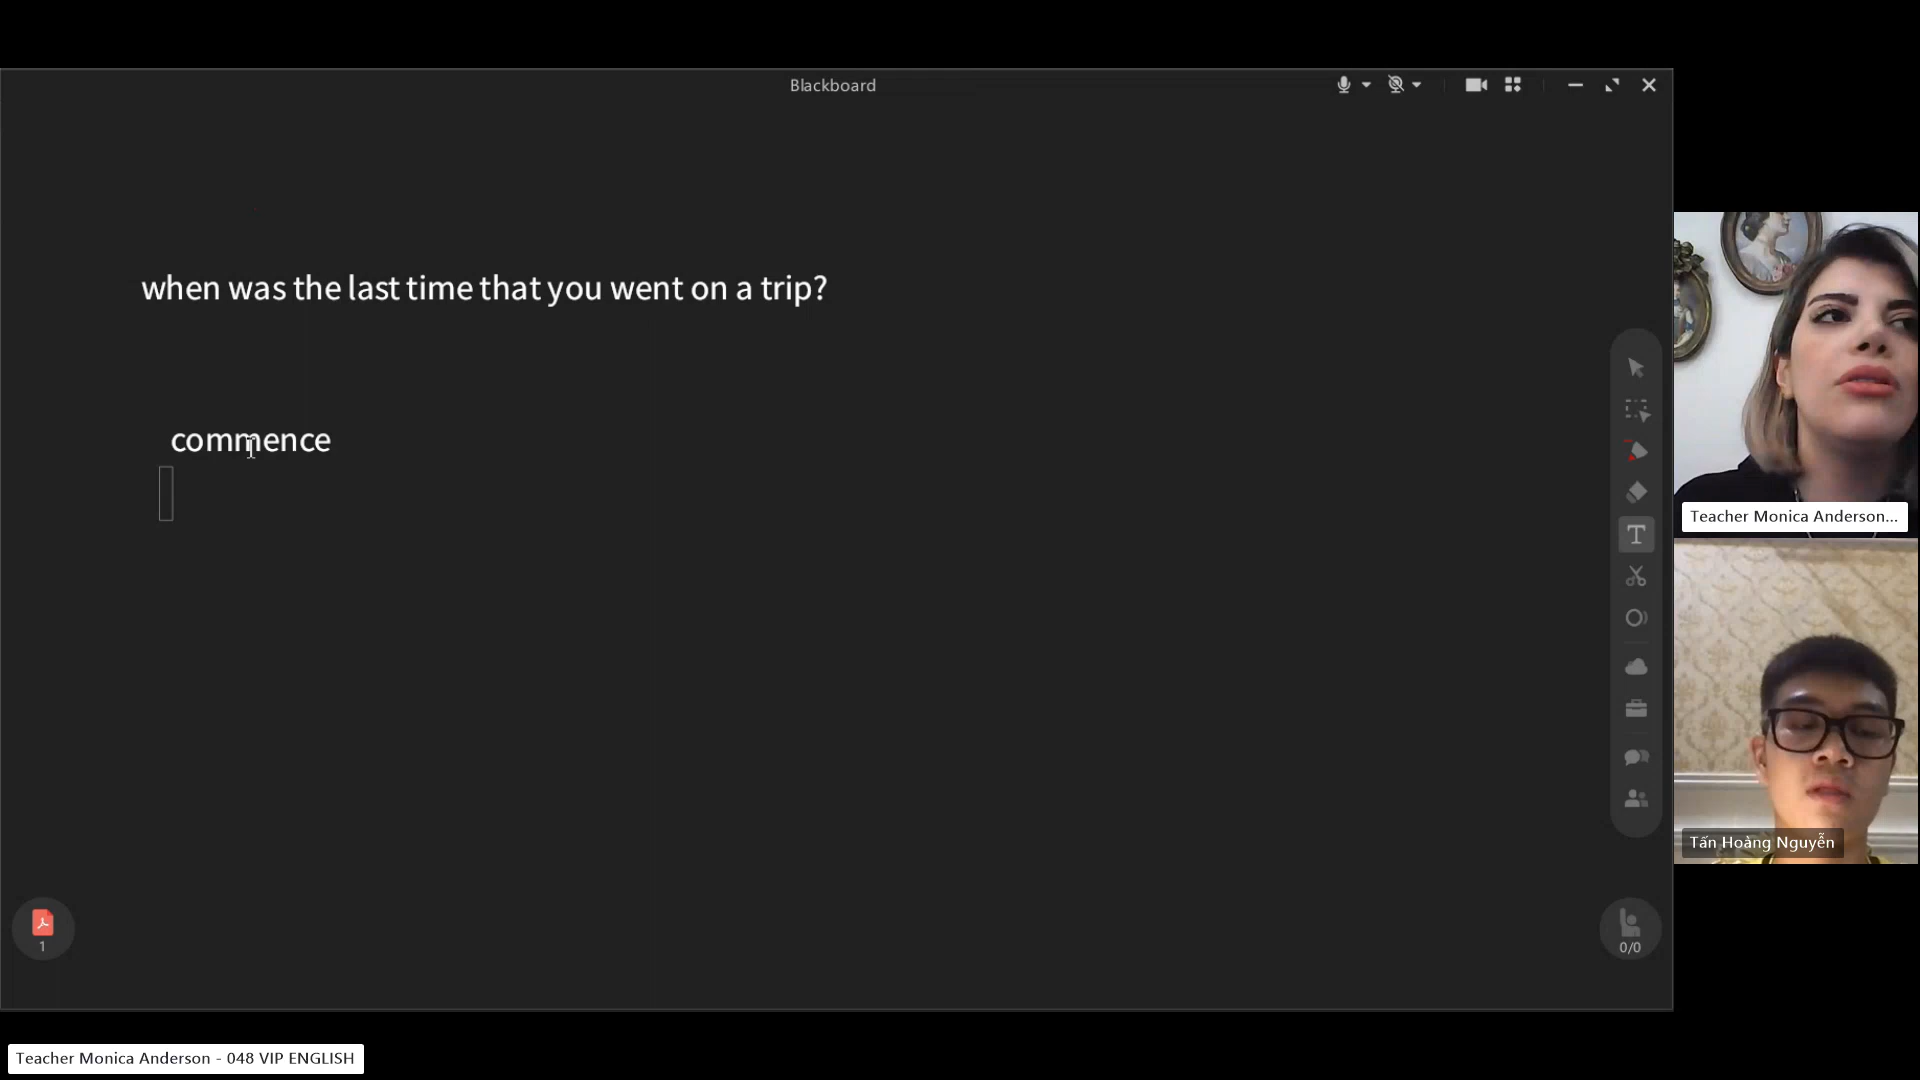 Blackboard
when was the last time that you went on a trip?
commence
Teacher Monica Anderson...
Tấn Hoàng Nguyễn
1
0/0
Teacher Monica Anderson - 048 VIP ENGLISH